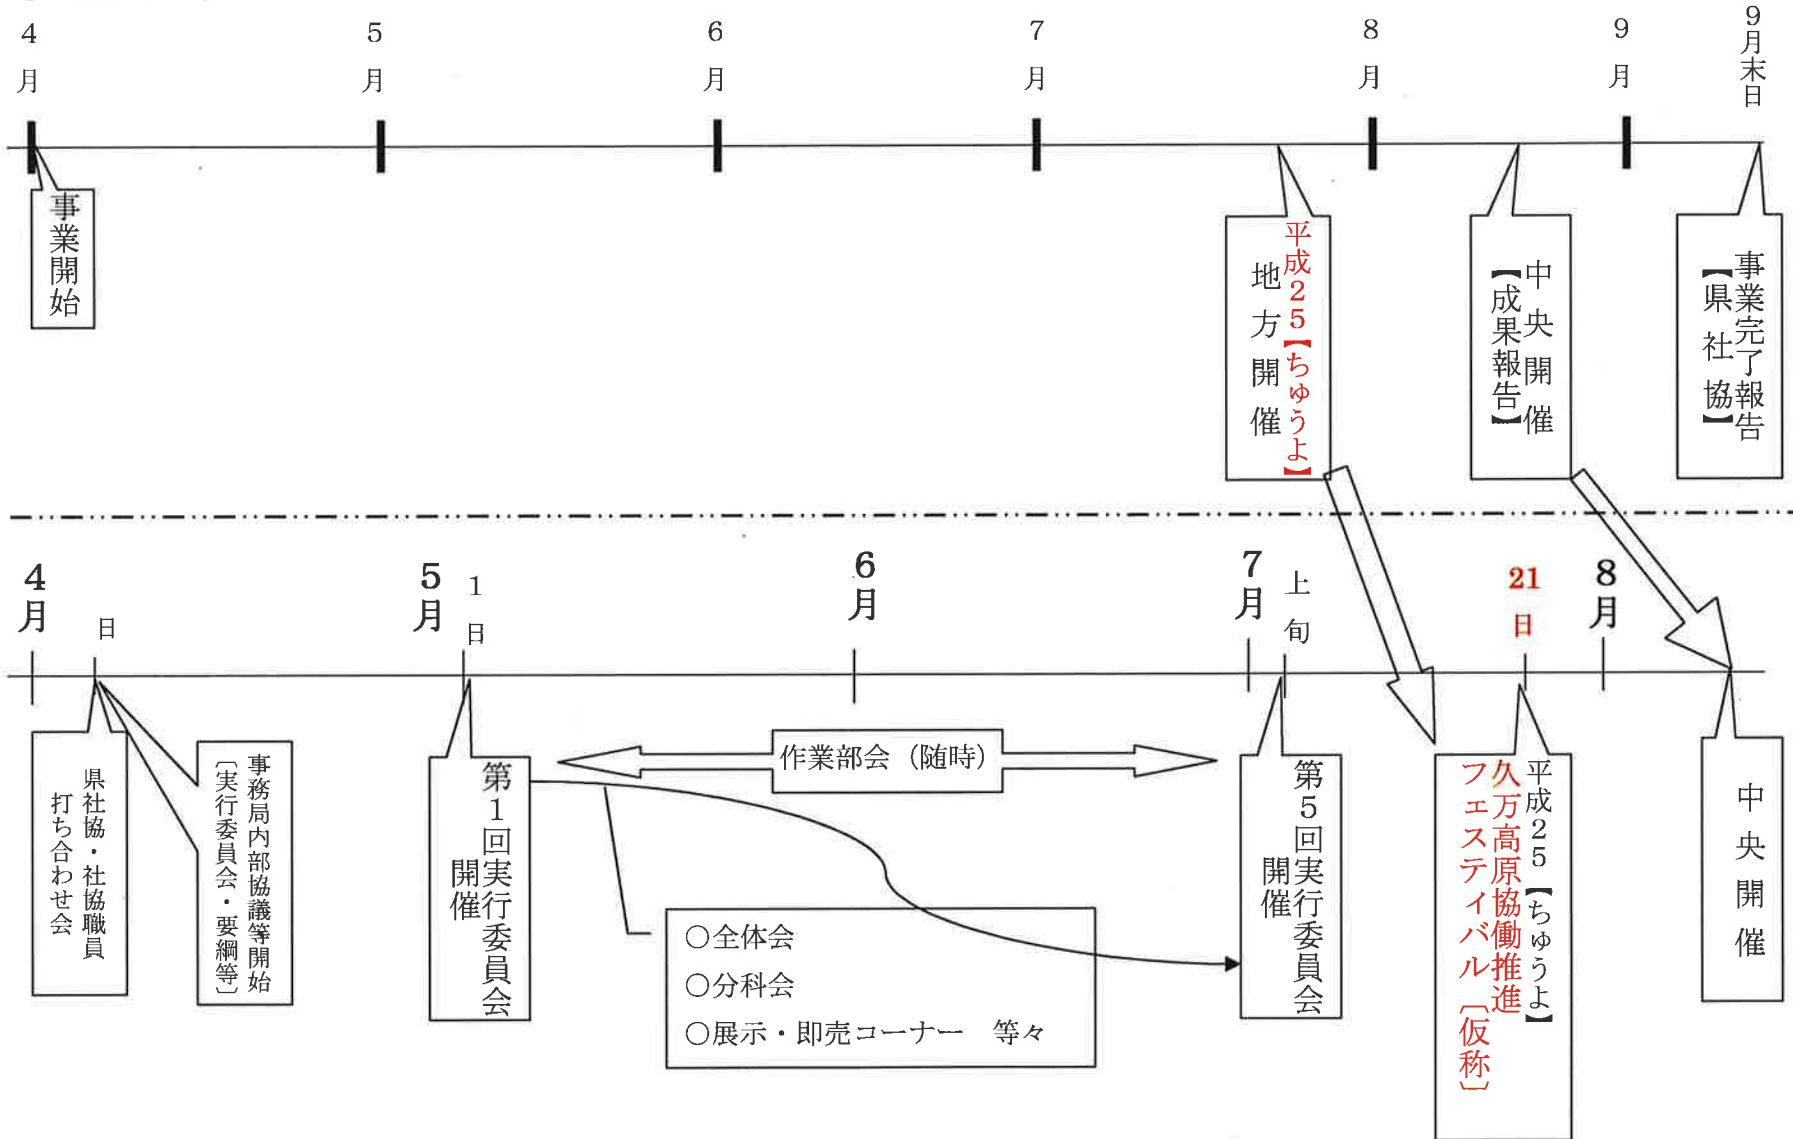 4月
5月
6月
7月
8月
9月
9月末日
事業開始
平成25【ちゅうよ】
地方開催
中央開催
【成果報告】
事業完了報告
【県社協】
4月
日
5月
1日
6月
7月
上旬
21日
8月
県社協・社協職員
打ち合わせ会
事務局内部協議等開始
〔実行委員会・要綱等〕
第1回実行委員会
開催
作業部会（随時）
○全体会
○分科会
○展示・即売コーナー　等々
第5回実行委員会
開催
平成25【ちゅうよ】
久万高原協働推進
フェスティバル〔仮称〕
中央開催